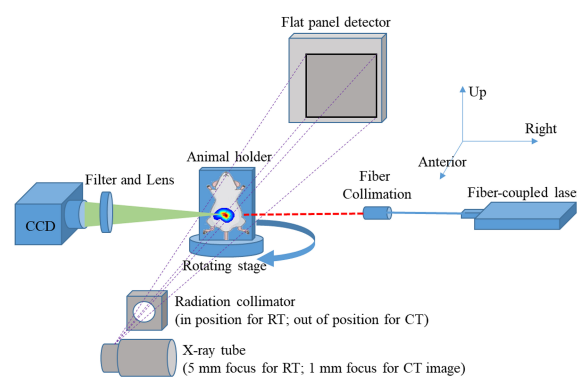 Flat panel detector
Up
Right
Anterior
Animal holder
Filter and Lens
Fiber
Collimation
Fiber-coupled lase
CCD
Rotating stage
Radiation collimator
(in position for RT; out of position for CT)
X-ray tube
(5 mm focus for RT; 1 mm focus for CT image)